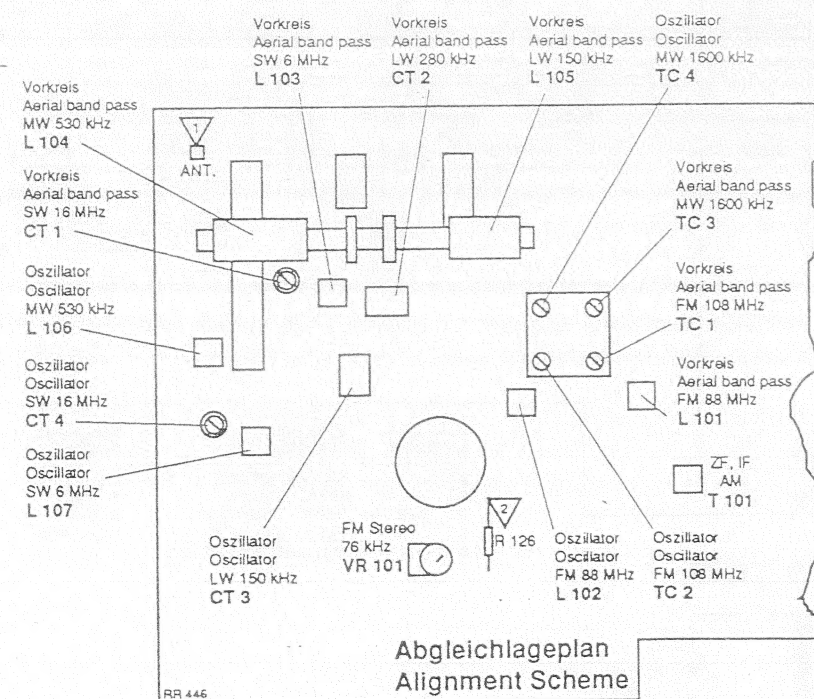 Vorkreis
Aerial band pass
SW 6 MHz
L 103
Vorkreis
Aerial band pass
LW 280 kHz
CT 2
Vorkreis
Aerial band pass
LW 150 kHz
L 105
Oszillator
Oscillator
MW 1600 kHz
TC 4
Vorkreis
Aerial band pass
MW 530 kHz
L 104
1
ANT.
Vorkreis
Aerial band pass
SW 16 MHz
CT 1
Vorkreis
Aerial band pass
MW 1600 kHz
TC 3
Oszillator
Oscillator
MW 530 kHz
L 106
Vorkreis
Aerial band pass
FM 108 MHz
TC 1
Oszillator
Oscillator
SW 16 MHz
CT 4
Vorkreis
Aerial band pass
FM 88 MHz
L 101
Oszillator
Oscillator
SW 6 MHz
L 107
ZF, IF
AM
T 101
Oszillator
Oscillator
LW 150 kHz
CT 3
FM Stereo
76 kHz
VR 101
2
R 126
Oszillator
Oscillator
FM 88 MHz
L 102
Oszillator
Oscillator
FM 108 MHz
TC 2
Abgleichlageplan
Alignment Scheme
RR 446